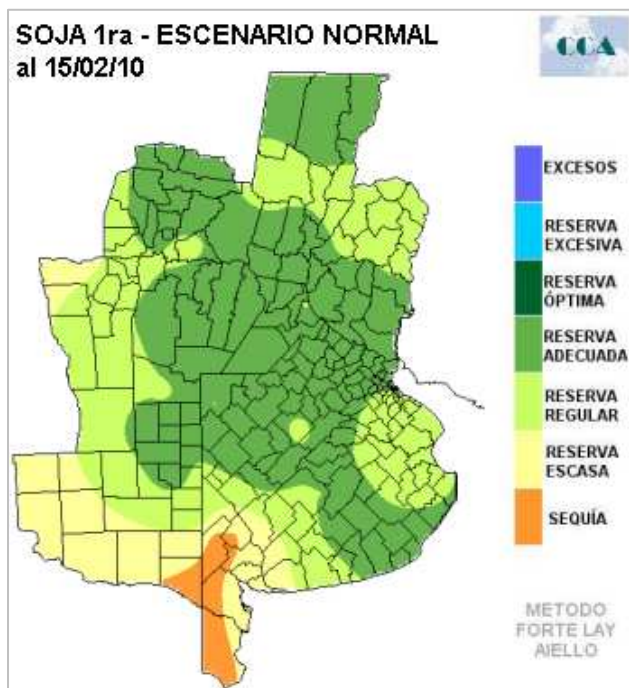 SOJA 1ra - ESCENARIO NORMAL
al 15/02/10
CCA
EXCESOS
RESERVA
EXCESIVA
RESERVA
ÓPTIMA
RESERVA
ADECUADA
RESERVA
REGULAR
RESERVA
ESCASA
SEQUÍA
METODO
FORTE LAY
AIELLO